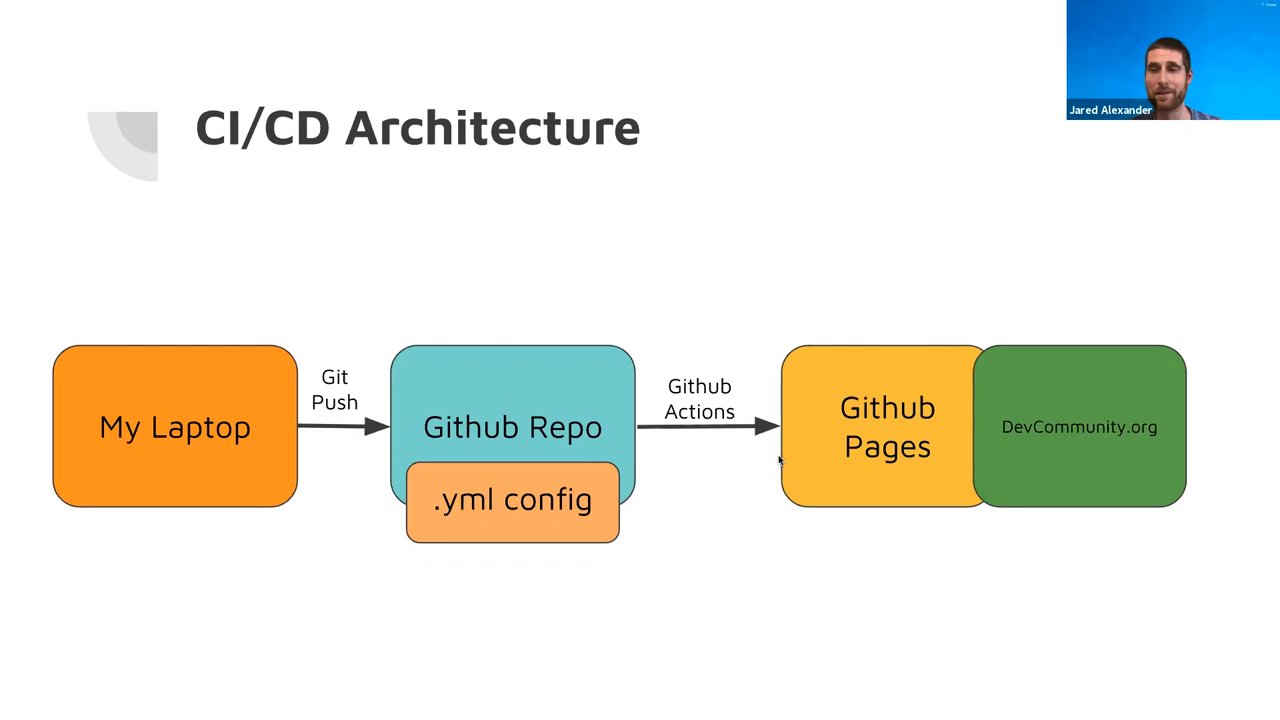 CI/CD Architecture
Jared Alexander
My Laptop
Git
Push
Github Repo
.yml config
Github
Actions
Github
Pages
DevCommunity.org